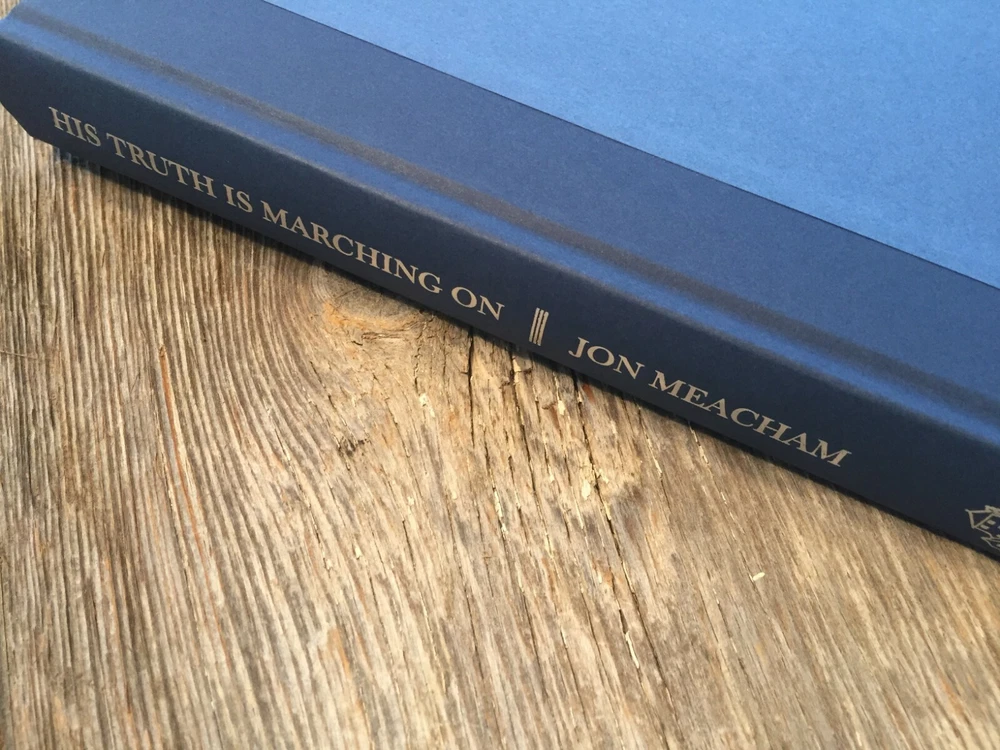 HIS TRUTH IS MARCHING ON ||| JON MEACHAM